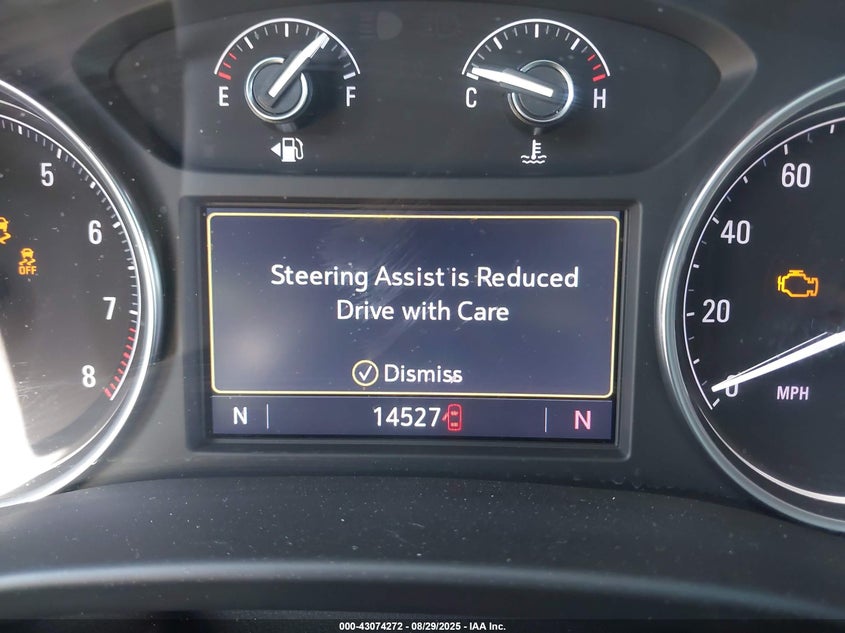 E F
C H
5
6
OFF
7
8
60
40
20
0
MPH
Steering Assist is Reduced
Drive with Care
Dismiss
N 14527 N
000-43074272 - 08/29/2025 - IAA Inc.